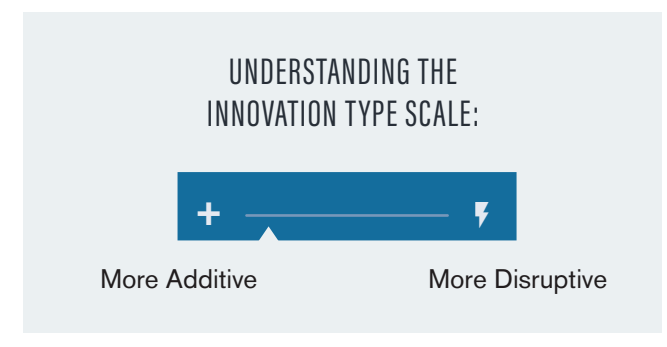 UNDERSTANDING THE
INNOVATION TYPE SCALE:
More Additive
More Disruptive